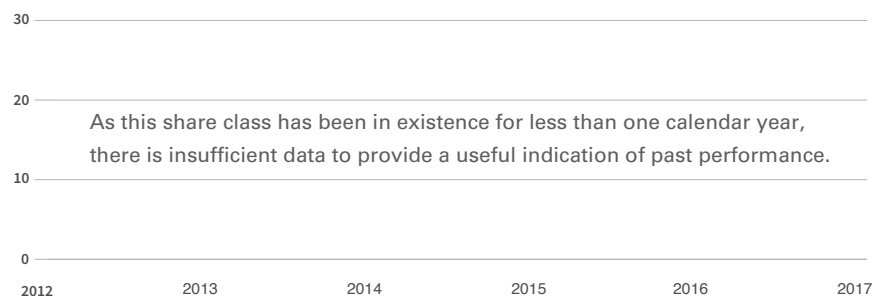 30
20
As this share class has been in existence for less than one calendar year,
there is insufficient data to provide a useful indication of past performance.
10
0
2012 2013 2014 2015 2016 2017